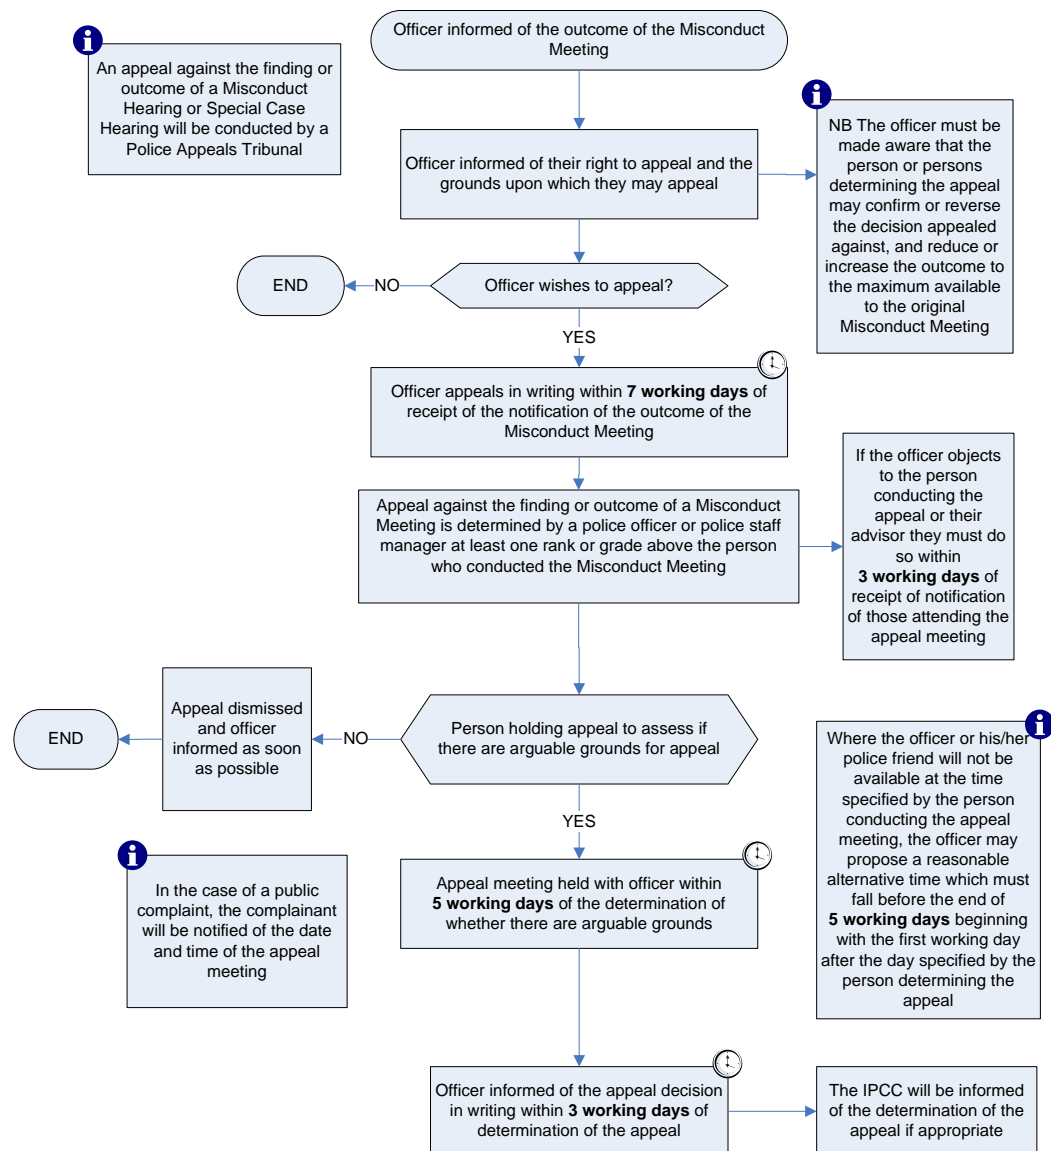 Officer informed of the outcome of the Misconduct
Meeting
An appeal against the finding or
outcome of a Misconduct
Hearing or Special Case
Hearing will be conducted by a
Police Appeals Tribunal
Officer informed of their right to appeal and the
grounds upon which they may appeal
NB The officer must be
made aware that the
person or persons
determining the appeal
may confirm or reverse
the decision appealed
against, and reduce or
increase the outcome to
the maximum available
to the original
Misconduct Meeting
Officer wishes to appeal?
NO
END
YES
Officer appeals in writing within 7 working days of
receipt of the notification of the outcome of the
Misconduct Meeting
Appeal against the finding or outcome of a Misconduct
Meeting is determined by a police officer or police staff
manager at least one rank or grade above the person
who conducted the Misconduct Meeting
If the officer objects
to the person
conducting the
appeal or their
advisor they must do
so within
3 working days of
receipt of notification
of those attending the
appeal meeting
Person holding appeal to assess if
there are arguable grounds for appeal
NO
Appeal dismissed
and officer
informed as soon
as possible
END
YES
Where the officer or his/her
police friend will not be
available at the time
specified by the person
conducting the appeal
meeting, the officer may
propose a reasonable
alternative time which must
fall before the end of
5 working days beginning
with the first working day
after the day specified by the
person determining the
appeal
In the case of a public
complaint, the complainant
will be notified of the date
and time of the appeal
meeting
Appeal meeting held with officer within
5 working days of the determination of
whether there are arguable grounds
Officer informed of the appeal decision
in writing within 3 working days of
determination of the appeal
The IPCC will be informed
of the determination of the
appeal if appropriate